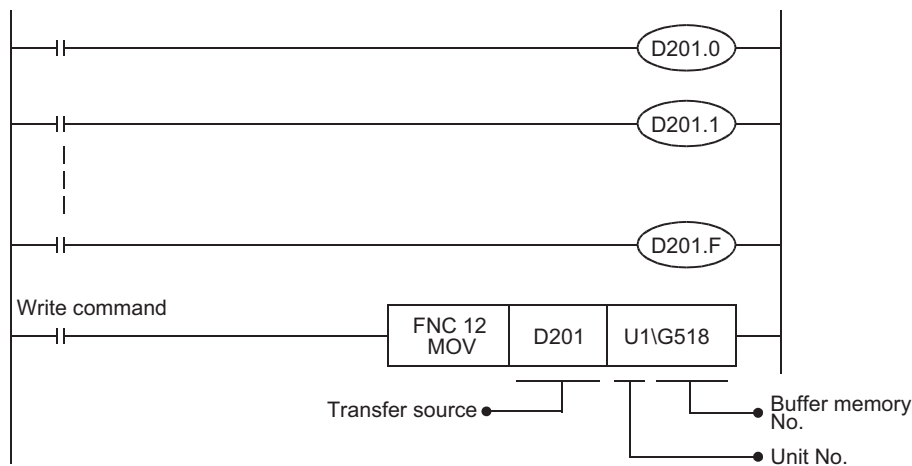 D201.0
D201.1
D201.F
Write command
FNC 12
MOV
D201
U1\G518
Transfer source
Buffer memory
No.
Unit No.